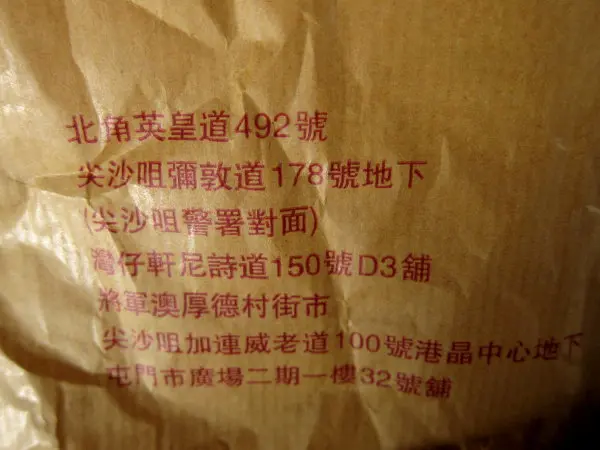 北角英皇道492號
尖沙咀彌敦道178號地下
(尖沙咀警署對面)
灣仔軒尼詩道150號D3舖
將軍澳厚德村街市
尖沙咀加連威老道100號港晶中心地下
屯門市廣場二期一樓32號舖